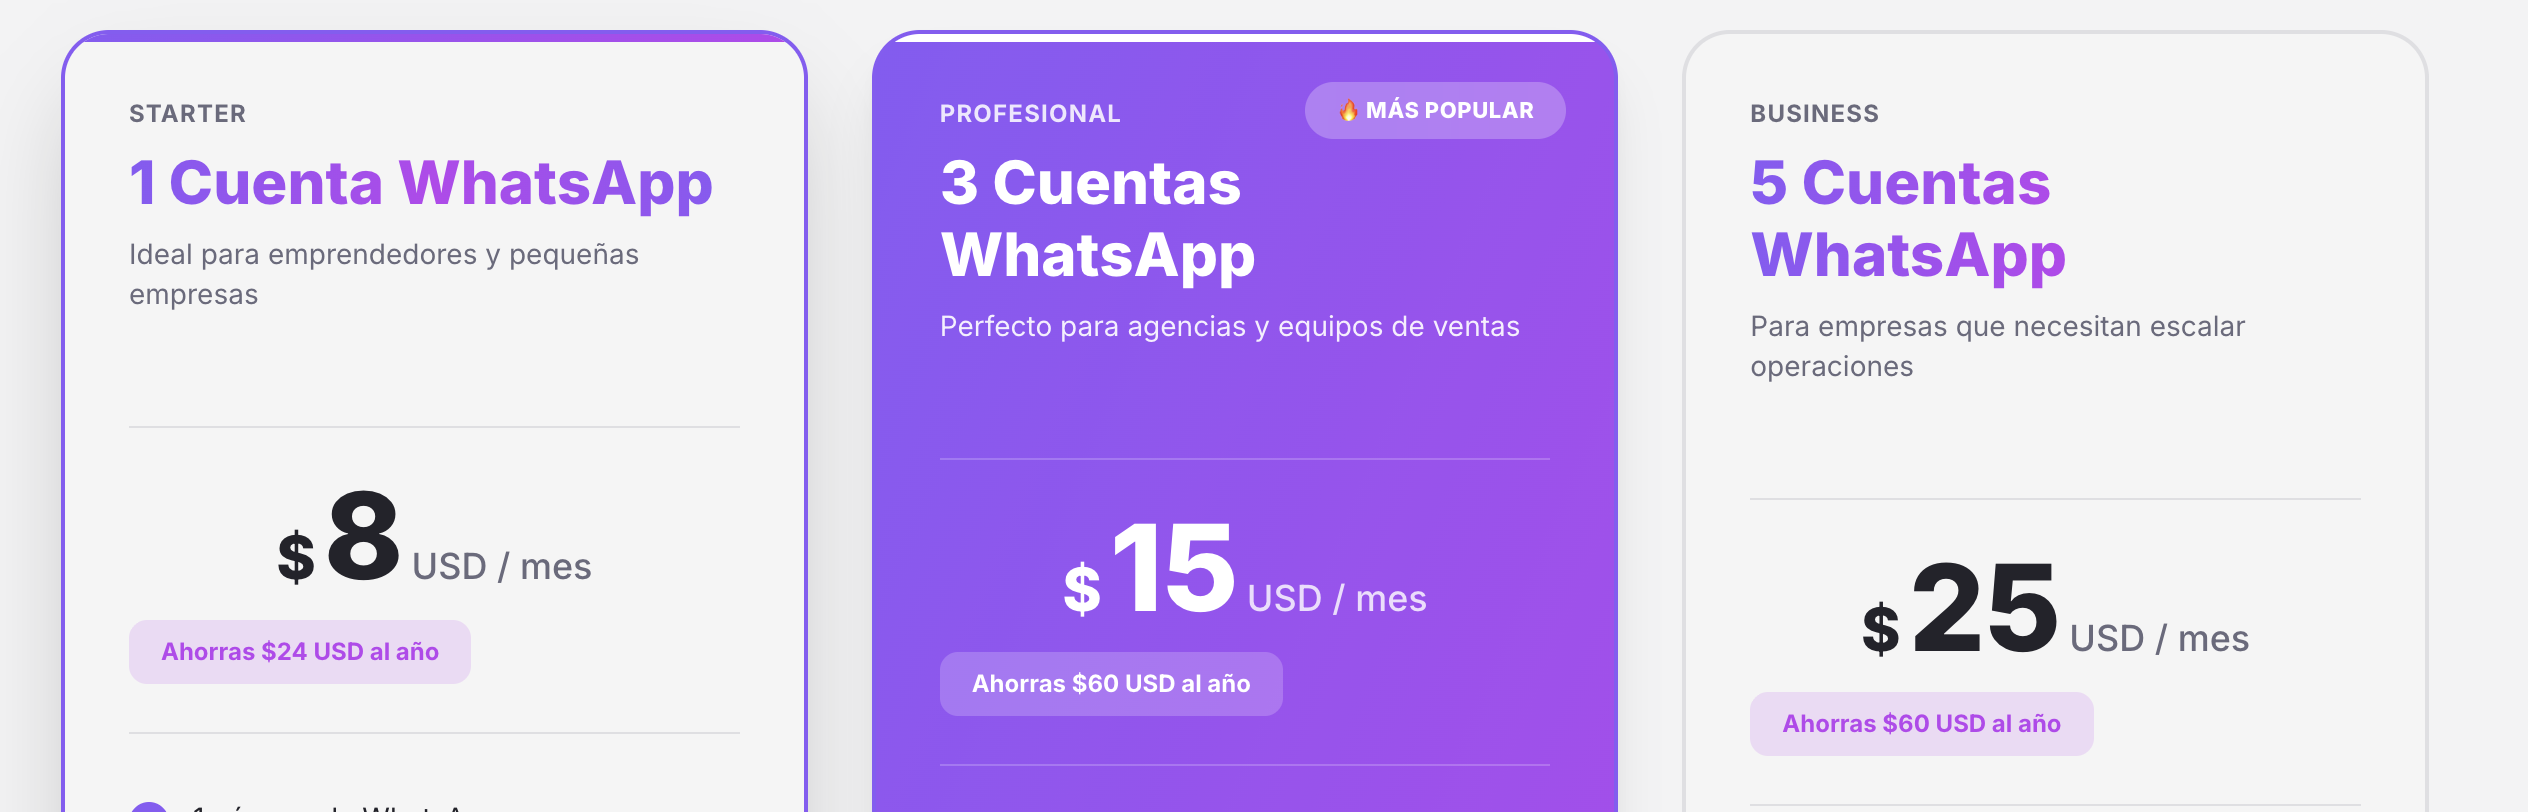 STARTER
1 Cuenta WhatsApp
Ideal para emprendedores y pequeñas
empresas
$8 USD / mes
Ahorras $24 USD al año
PROFESIONAL
🔥 MÁS POPULAR
3 Cuentas
WhatsApp
Perfecto para agencias y equipos de ventas
$15 USD / mes
Ahorras $60 USD al año
BUSINESS
5 Cuentas
WhatsApp
Para empresas que necesitan escalar
operaciones
$25 USD / mes
Ahorras $60 USD al año